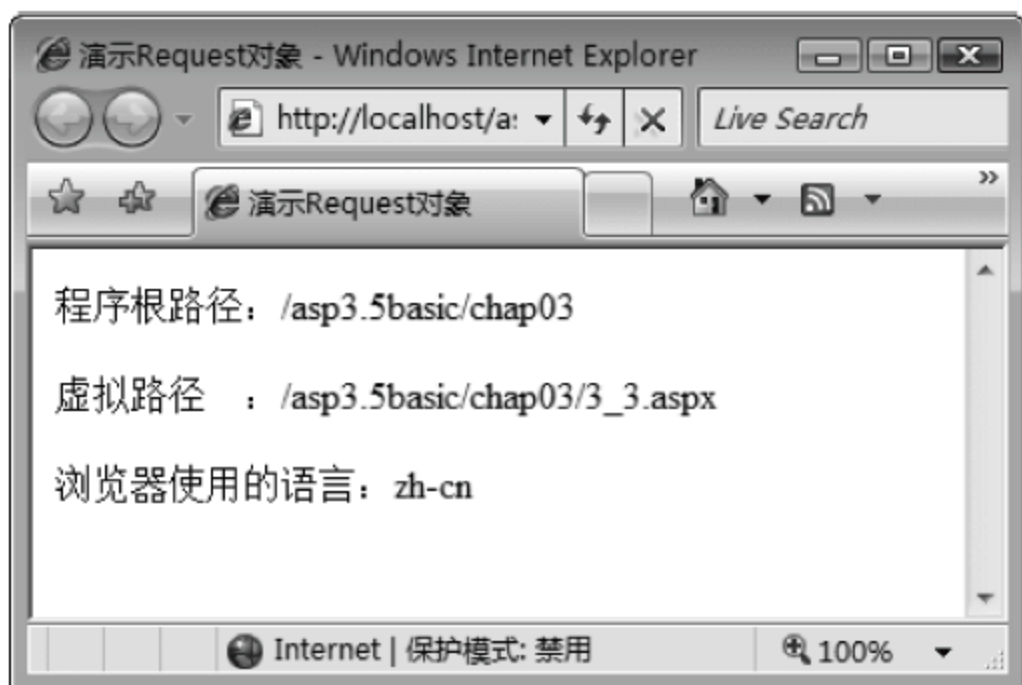 演示Request对象 - Windows Internet Explorer
http://localhost/a: Live Search
演示Request对象
程序根路径：/asp3.5basic/chap03
虚拟路径 ：/asp3.5basic/chap03/3_3.aspx
浏览器使用的语言：zh-cn
Internet | 保护模式: 禁用 100%